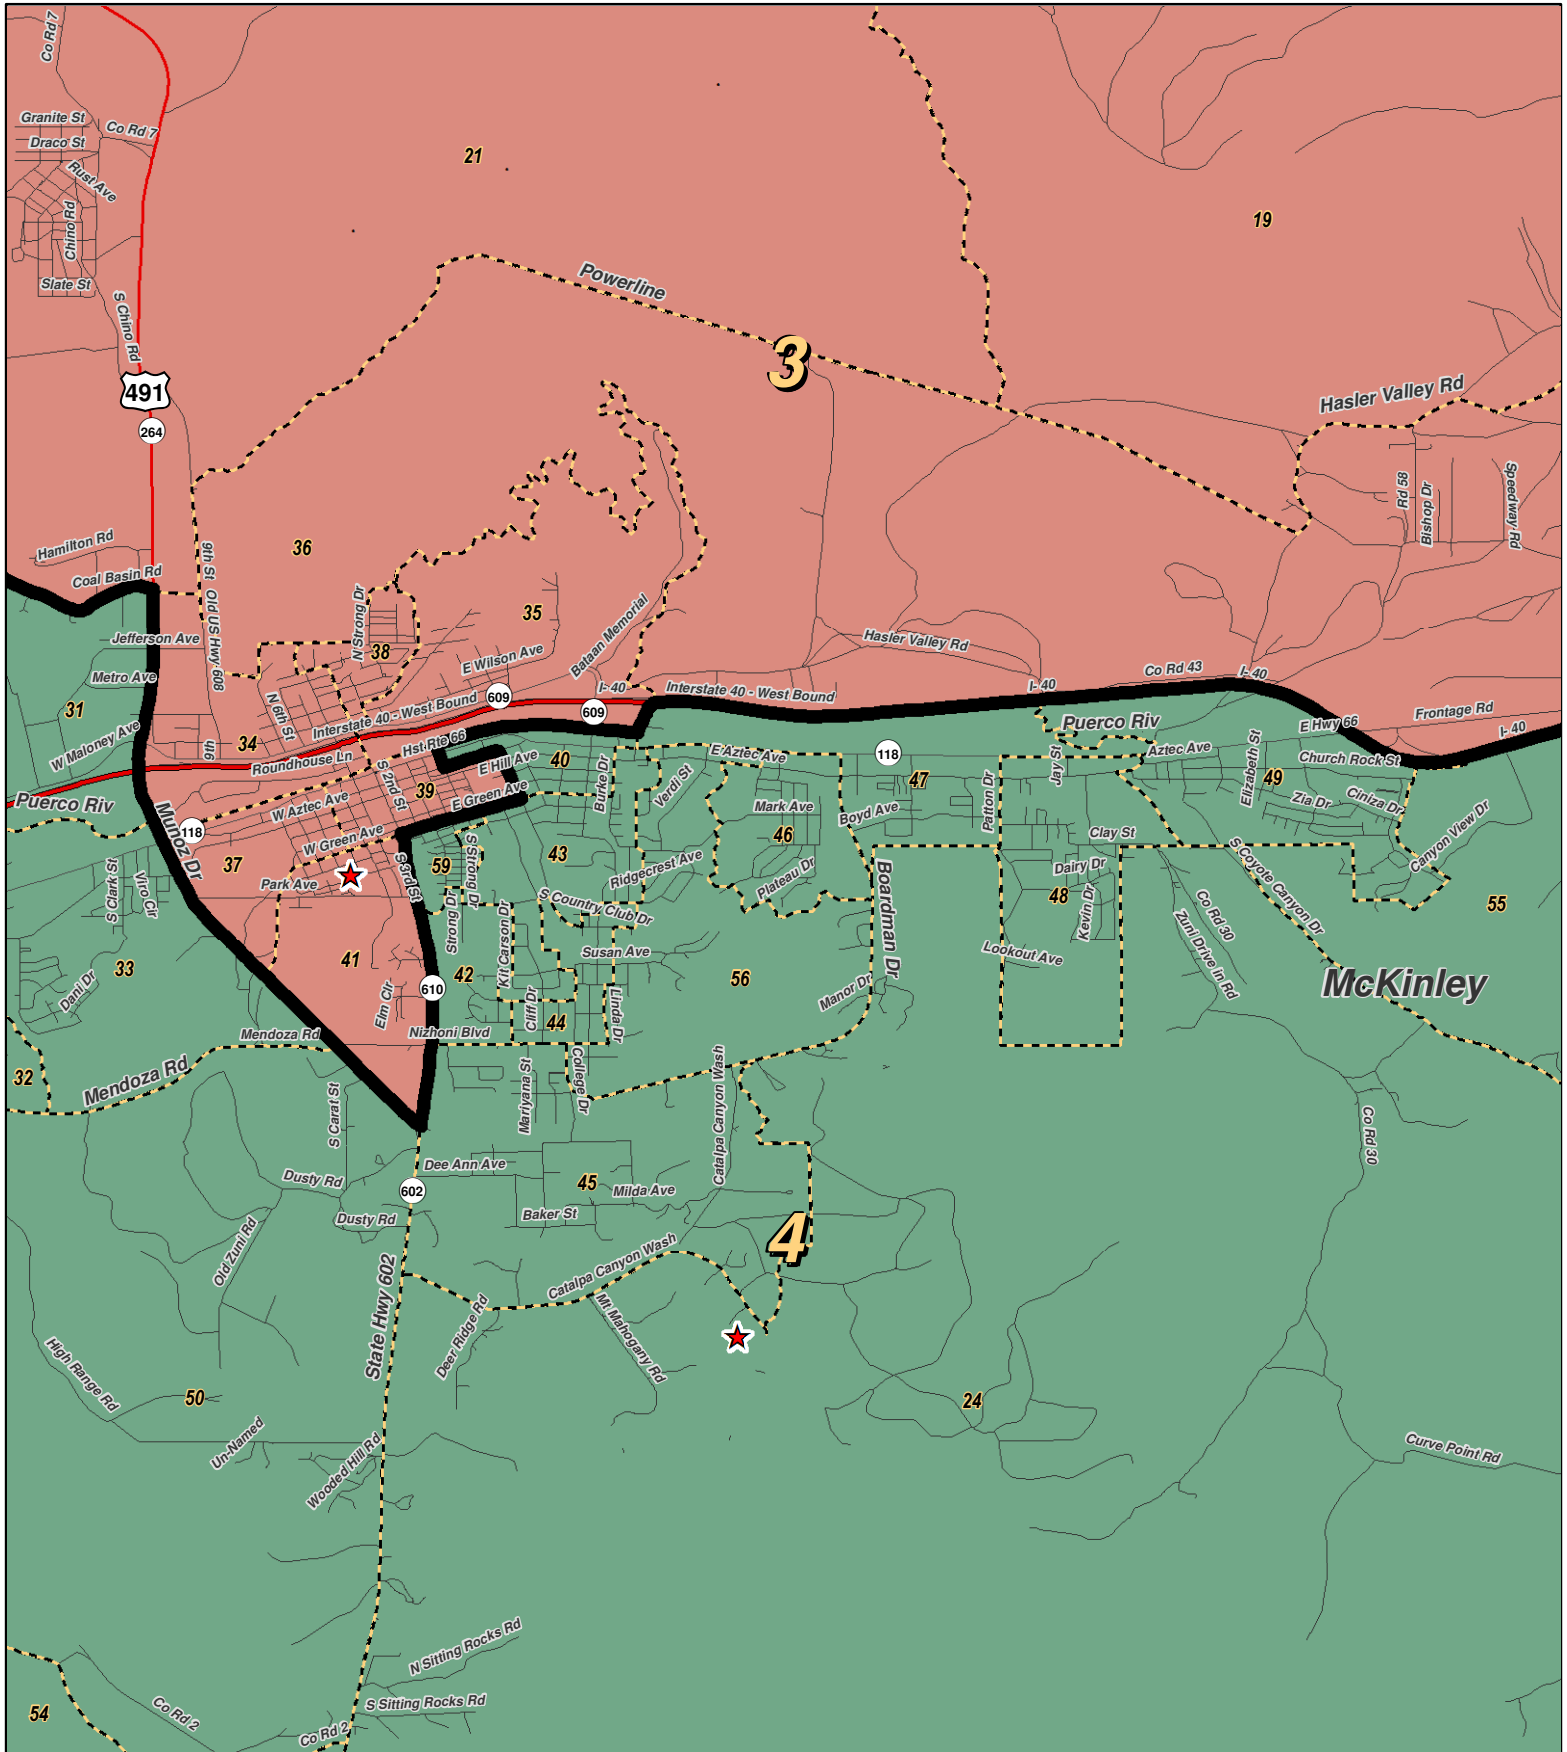 Co Rd 7
Granite St
Co Rd 7
Draco St
21
Rust Ave
19
Chino Rd
Powerline
Slate St
S Chino Rd
3
491
Hasler Valley Rd
264
Rd 58
Bishop Dr
Speedway Rd
Hamilton Rd
36
9th St
Coal Basin Rd
Old US Hwy 608
N Strong Dr
35
Bataan Memorial
Jefferson Ave
38
E Wilson Ave
Hasler Valley Rd
Metro Ave
Co Rd 43
I- 40
I- 40
I- 40
Interstate 40 - West Bound
609
31
N 6th St
Interstate 40 - West Bound
609
Frontage Rd
W Maloney Ave
9th
34
Hst Rte 66
Puerco Riv
E Hwy 66
I- 40
Roundhouse Ln
E Hill Ave
40
E Aztec Ave
118
Aztec Ave
Elizabeth St
Church Rock St
S 2nd St
39
Burke Dr
Verdi St
47
Jay St
49
Puerco Riv
W Aztec Ave
E Green Ave
Mark Ave
Boyd Ave
Patton Dr
Zia Dr
Ciniza Dr
Munoz Dr
118
W Green Ave
46
Clay St
Canyon View Dr
37
S 3rd St
59
S Strong Dr
43
Ridgecrest Ave
Plateau Dr
Boardman Dr
Dairy Dr
S Coyote Canyon Dr
S Clark St
Viro Cir
Park Ave
48
Kevin Dr
Co Rd 30
55
Strong Dr
Kit Carson Dr
S Country Club Dr
Zuni Drive In Rd
33
Dani Dr
41
42
Susan Ave
56
Lookout Ave
McKinley
610
Manor Dr
Elm Cir
Cliff Dr
44
Linda Dr
Mendoza Rd
Nizhoni Blvd
32
Mendoza Rd
S Carat St
Mariyana St
College Dr
Catalpa Canyon Wash
Co Rd 30
Dee Ann Ave
Dusty Rd
602
45
Milda Ave
Dusty Rd
Baker St
Old Zuni Rd
4
Catalpa Canyon Wash
State Hwy 602
Deer Ridge Rd
Mt Mahogany Rd
High Range Rd
50
24
Un-Named
Wooded Hill Rd
Curve Point Rd
N Sitting Rocks Rd
S Sitting Rocks Rd
54
Co Rd 2
Co Rd 2